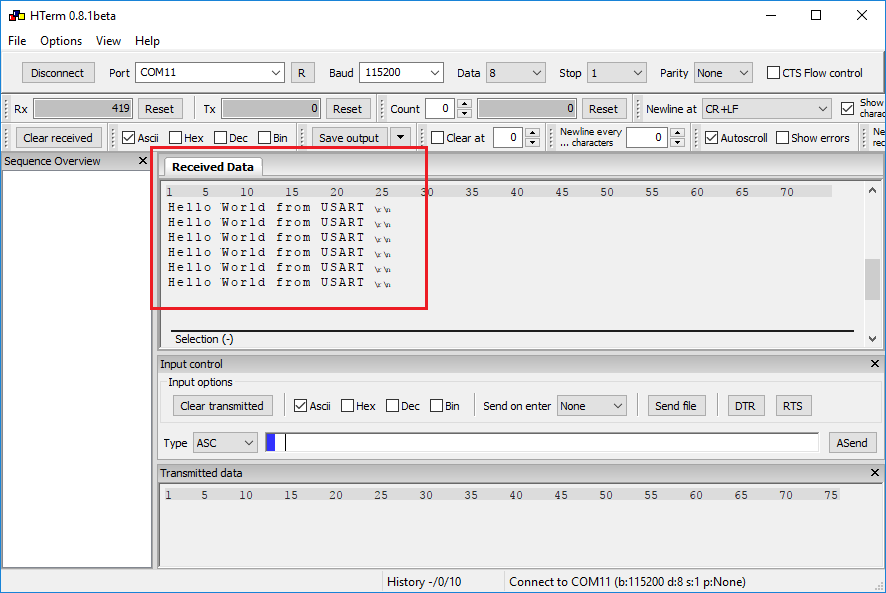 HTerm 0.8.1beta
File Options View Help
Disconnect Port COM11 R Baud 115200 Data 8 Stop 1 Parity None CTS Flow control
Rx 419 Reset Tx 0 Reset Count 0 0 Reset Newline at CR+LF Show
Clear received Ascii Hex Dec Bin Save output Clear at 0 Newline every
... characters 0 Autoscroll Show errors
Sequence Overview
Received Data
1 5 10 15 20 25 30 35 40 45 50 55 60 65 70
Hello World from USART \r \n
Hello World from USART \r \n
Hello World from USART \r \n
Hello World from USART \r \n
Hello World from USART \r \n
Hello World from USART \r \n
Selection (-)
Input control
Input options
Clear transmitted Ascii Hex Dec Bin Send on enter None Send file DTR RTS
Type ASC ASend
Transmitted data
1 5 10 15 20 25 30 35 40 45 50 55 60 65 70 75
History -/0/10 Connect to COM11 (b:115200 d:8 s:1 p:None)